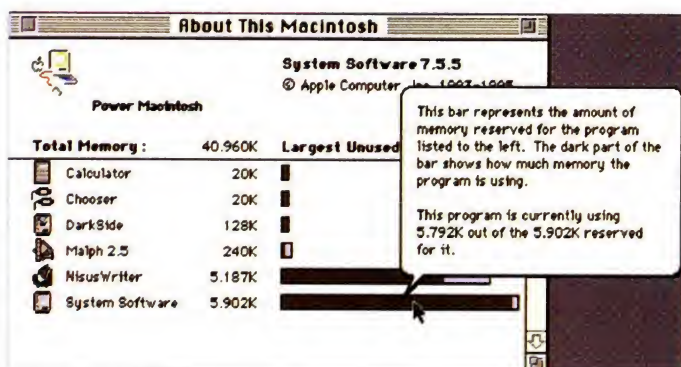 About This Macintosh
System Software 7.5.5
© Apple Computer, Inc. 1983-1995
Power Macintosh
Total Memory : 40.960K Largest Unused
Calculator 20K
Chooser 20K
DarkSide 128K
Malph 2.5 240K
NisusWriter 5.187K
System Software 5.902K
This bar represents the amount of
memory reserved for the program
listed to the left. The dark part of the
bar shows how much memory the
program is using.
This program is currently using
5.792K out of the 5.902K reserved
for it.